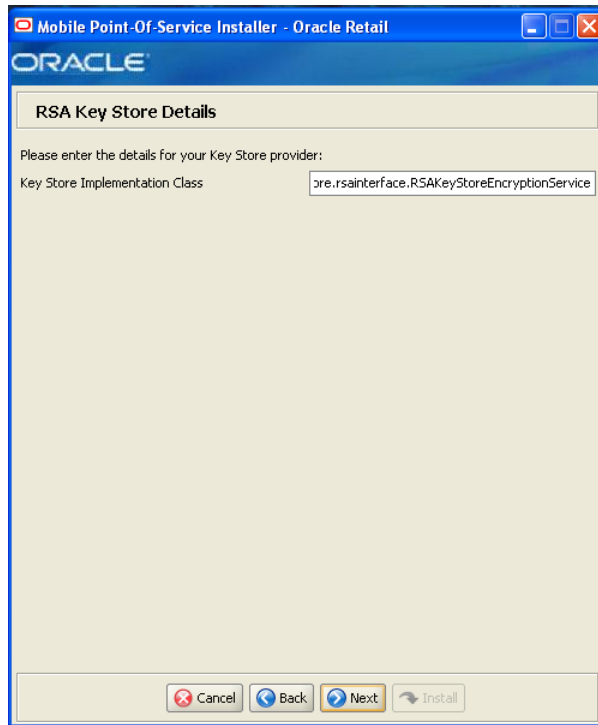 Mobile Point-Of-Service Installer - Oracle Retail
ORACLE
RSA Key Store Details
Please enter the details for your Key Store provider:
Key Store Implementation Class
ore.rsainterface.RSAKeyStoreEncryptionService
Cancel Back Next Install